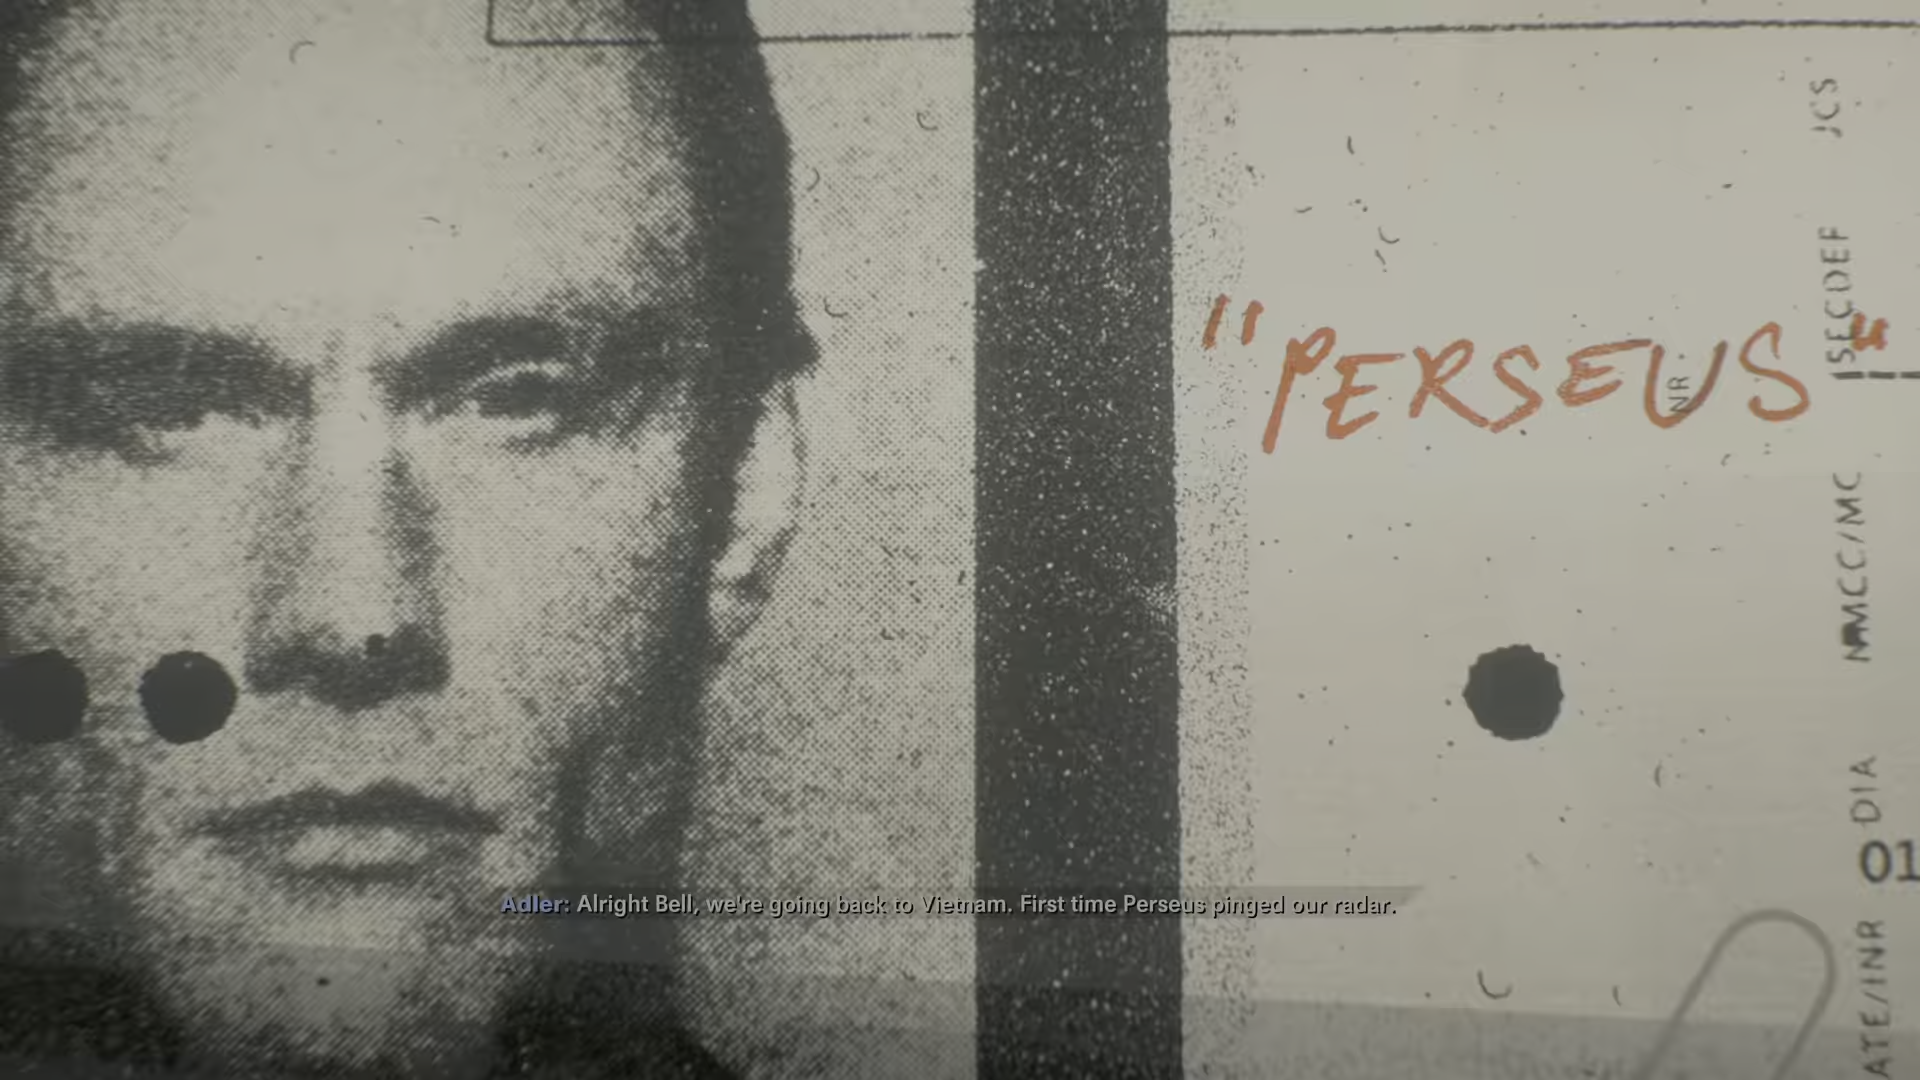 "PERSEUS"
JCS
SECDEF
NR
NMCC/MC
DIA
01
ATE/INR
Adler: Alright Bell, we're going back to Vietnam. First time Perseus pinged our radar.